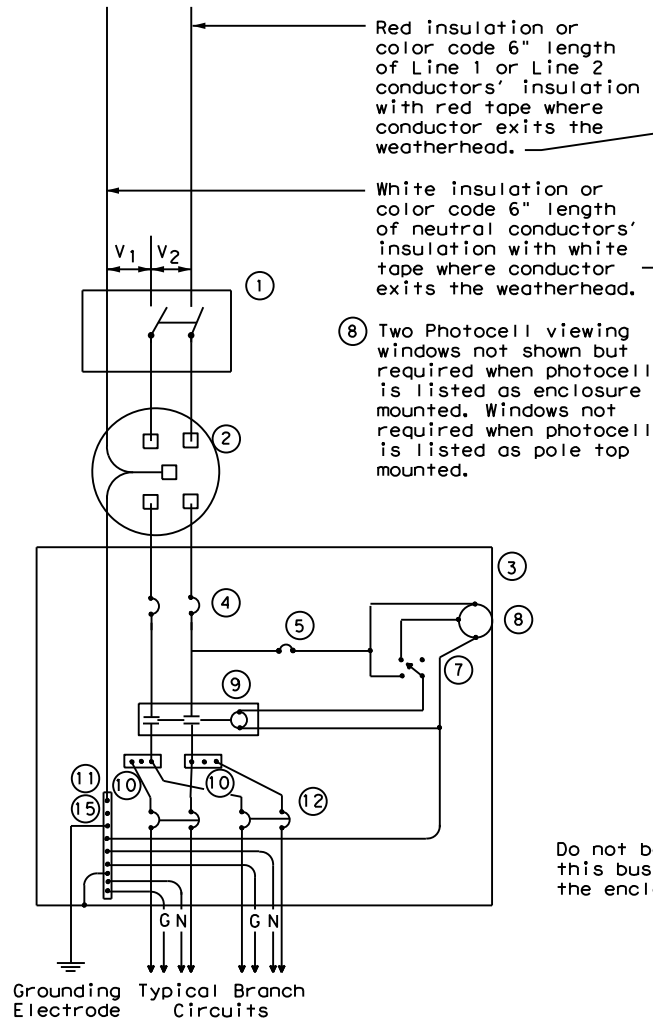 Red insulation or
color code 6" length
of Line 1 or Line 2
conductors' insulation
with red tape where
conductor exits the
weatherhead.
White insulation or
color code 6" length
of neutral conductors'
insulation with white
tape where conductor
exits the weatherhead.
V1 V2
1
8 Two Photocell viewing
windows not shown but
required when photocell
is listed as enclosure
mounted. Windows not
required when photocell
is listed as pole top
mounted.
2
3
4
5
8
7
9
11 10 10
15 12
Do not b
this bus
the encl
G N G N
Grounding
Electrode
Typical Branch
Circuits